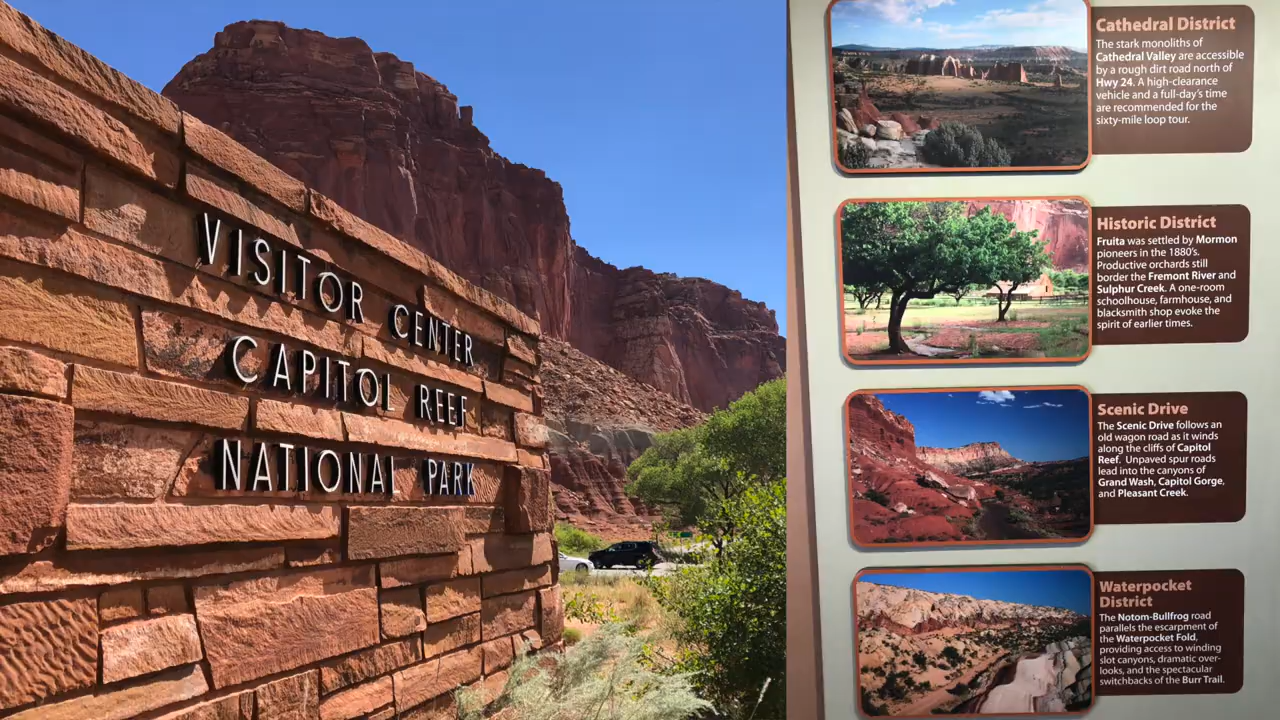 VISITOR CENTER
CAPITOL REEF
NATIONAL PARK
Cathedral District
The stark monoliths of
Cathedral Valley are accessible
by a rough dirt road north of
Hwy 24. A high-clearance
vehicle and a full-day's time
are recommended for the
sixty-mile loop tour.
Historic District
Fruita was settled by Mormon
pioneers in the 1880's.
Productive orchards still
border the Fremont River and
Sulphur Creek. A one-room
schoolhouse, farmhouse, and
blacksmith shop evoke the
spirit of earlier times.
Scenic Drive
The Scenic Drive follows an
old wagon road as it winds
along the cliffs of Capitol
Reef. Unpaved spur roads
lead into the canyons of
Grand Wash, Capitol Gorge,
and Pleasant Creek.
Waterpocket
District
The Notom-Bullfrog road
parallels the escarpment of
the Waterpocket Fold,
providing access to winding
slot canyons, dramatic over-
looks, and the spectacular
switchbacks of the Burr Trail.